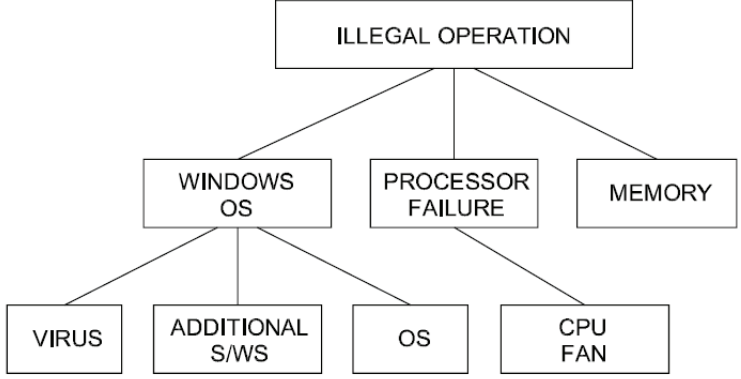 ILLEGAL OPERATION
WINDOWS
OS
PROCESSOR
FAILURE
MEMORY
VIRUS
ADDITIONAL
S/WS
OS
CPU
FAN